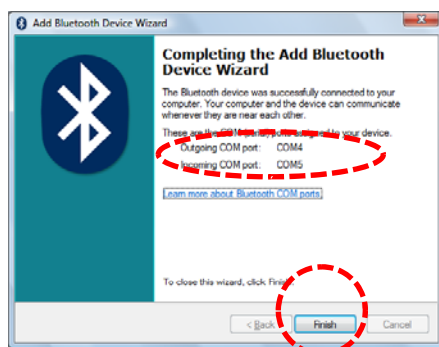 Add Bluetooth Device Wizard
Completing the Add Bluetooth
Device Wizard
The Bluetooth device was successfully connected to your
computer. Your computer and the device can communicate
whenever they are near each other.
These are the COM (serial) ports assigned to your device.
Outgoing COM port: COM4
Incoming COM port: COM5
Learn more about Bluetooth COM ports.
To close this wizard, click Finish.
< Back Finish Cancel